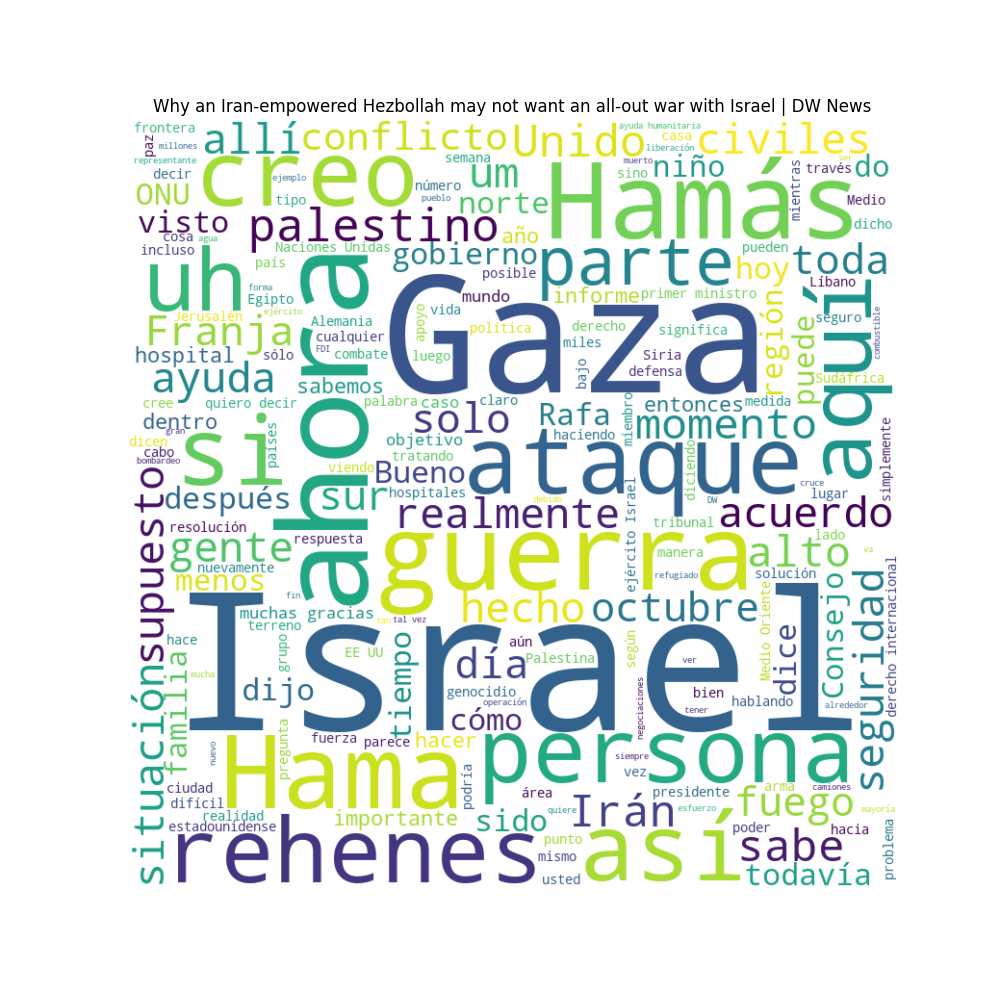 Why an Iran-empowered Hezbollah may not want an all-out war with Israel | DW News
frontera
paz
millones
representante
decir
allí
conflicto
Unido
ayuda humanitaria
casa
liberación
civiles
creo
ejemplo
tipo
semana
número
pueblo
um
sino
muerto
niño
ser
través
do
mientras
Medio
dicho
ONU
visto
cosa
incluso
agua
palestino
Naciones Unidas
país
norte
año
Hamás
gobierno
posible
parte
pueden
hoy
toda
uh
forma
Egipto
Jerusalén
ejército
Franja
ahora
Alemania
cualquier
FDI
sólo
combate
apoyo
vida
luego
mundo
política
informe
primer ministro
derecho
miles
significa
Siria
defensa
bajo
región
puede
Líbano
seguro
aquí
combustible
Gaza
hospital
ayuda
sabemos
cree
quiero decir
palabra
caso
claro
solo
Rafa
haciendo
miembro
entonces
medida
momento
Sudáfrica
dentro
dicen
gran
cabo
bombardeo
si
países
objetivo
tratando
viendo
Bueno
hospitales
ataque
diciendo
DW
cruce
lugar
simplemente
supuesto
después
sur
realmente
debido
ejército Israel
acuerdo
resolución
respuesta
gente
nuevamente
menos
tribunal
manera
lado
alto
va
guerra
refugiado
solución
fin
muchas gracias
tan
tal vez
terreno
hecho
octubre
Consejo
seguridad
derecho internacional
Israel
hace
mucha
familia
situación
grupo
EE UU
tiempo
aún
día
Palestina
según
ver
Medio Oriente
dice
dijo
genocidio
operación
negociaciones
bien
tener
hablando
alrededor
cómo
nuevo
pregunta
fuerza
parece
hacer
persona
siempre
vez
Hama
podría
ciudad
difícil
realidad
estadounidense
importante
área
quiere
sido
Irán
presidente
esfuerzo
arma
camiones
fuego
mayoría
rehenes
punto
mismo
usted
así
poder
hacia
sabe
todavía
problema